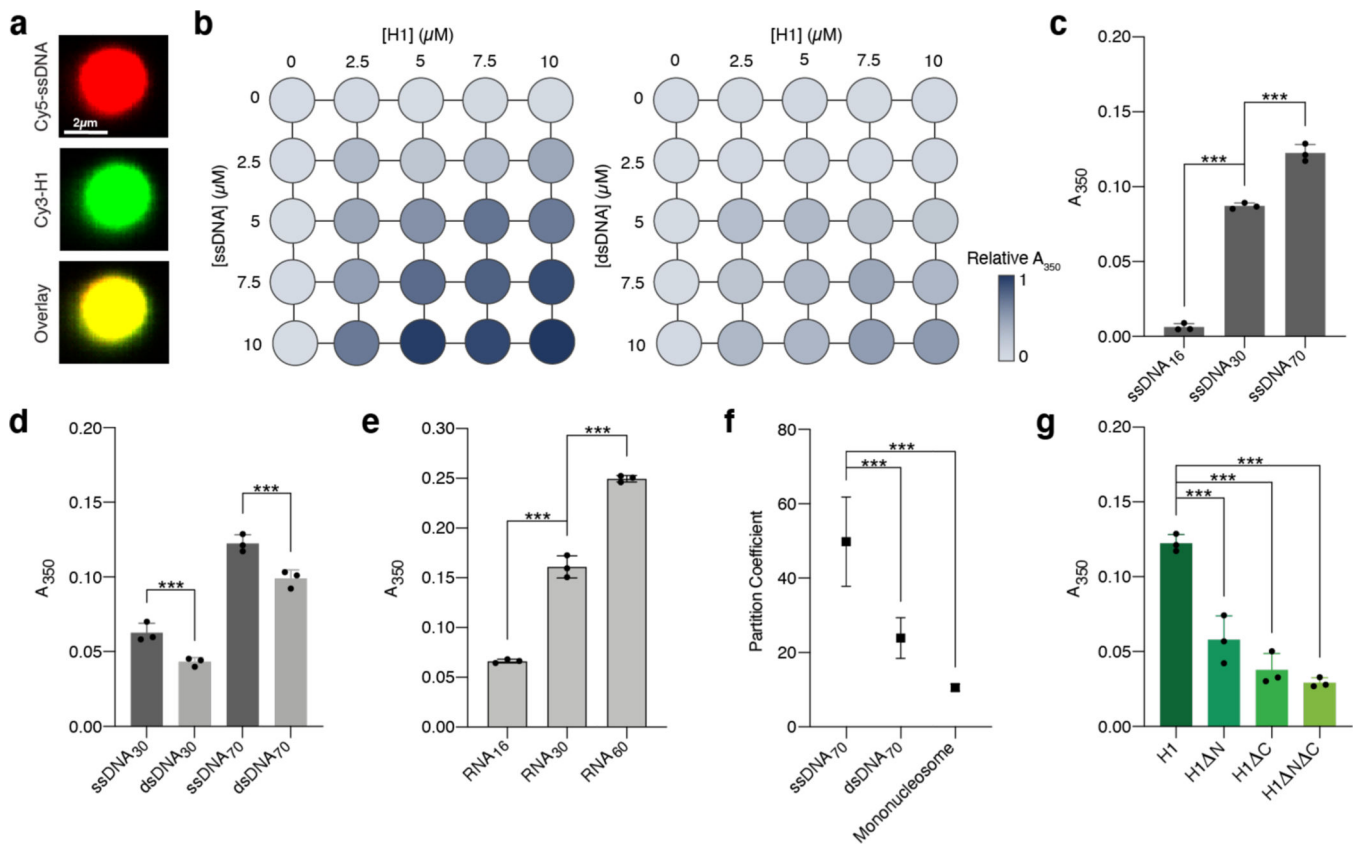 a
Cy5-ssDNA
2µm
Cy3-H1
Overlay
b
[H1] (µM)
0 2.5 5 7.5 10
[ssDNA] (µM)
0
2.5
5
7.5
10
[H1] (µM)
0 2.5 5 7.5 10
[dsDNA] (µM)
0
2.5
5
7.5
10
Relative A350
1
0
c
A350
0.20
0.15
0.10
0.05
0.00
***
***
ssDNA16
ssDNA30
ssDNA70
d
A350
0.20
0.15
0.10
0.05
0.00
***
***
ssDNA30
dsDNA30
ssDNA70
dsDNA70
e
A350
0.30
0.25
0.20
0.15
0.10
0.05
0.00
***
***
RNA16
RNA30
RNA60
f
Partition Coefficient
80
60
40
20
0
***
***
ssDNA70
dsDNA70
Mononucleosome
g
A350
0.20
0.15
0.10
0.05
0.00
***
***
***
H1
H1ΔN
H1ΔC
H1ΔNΔC